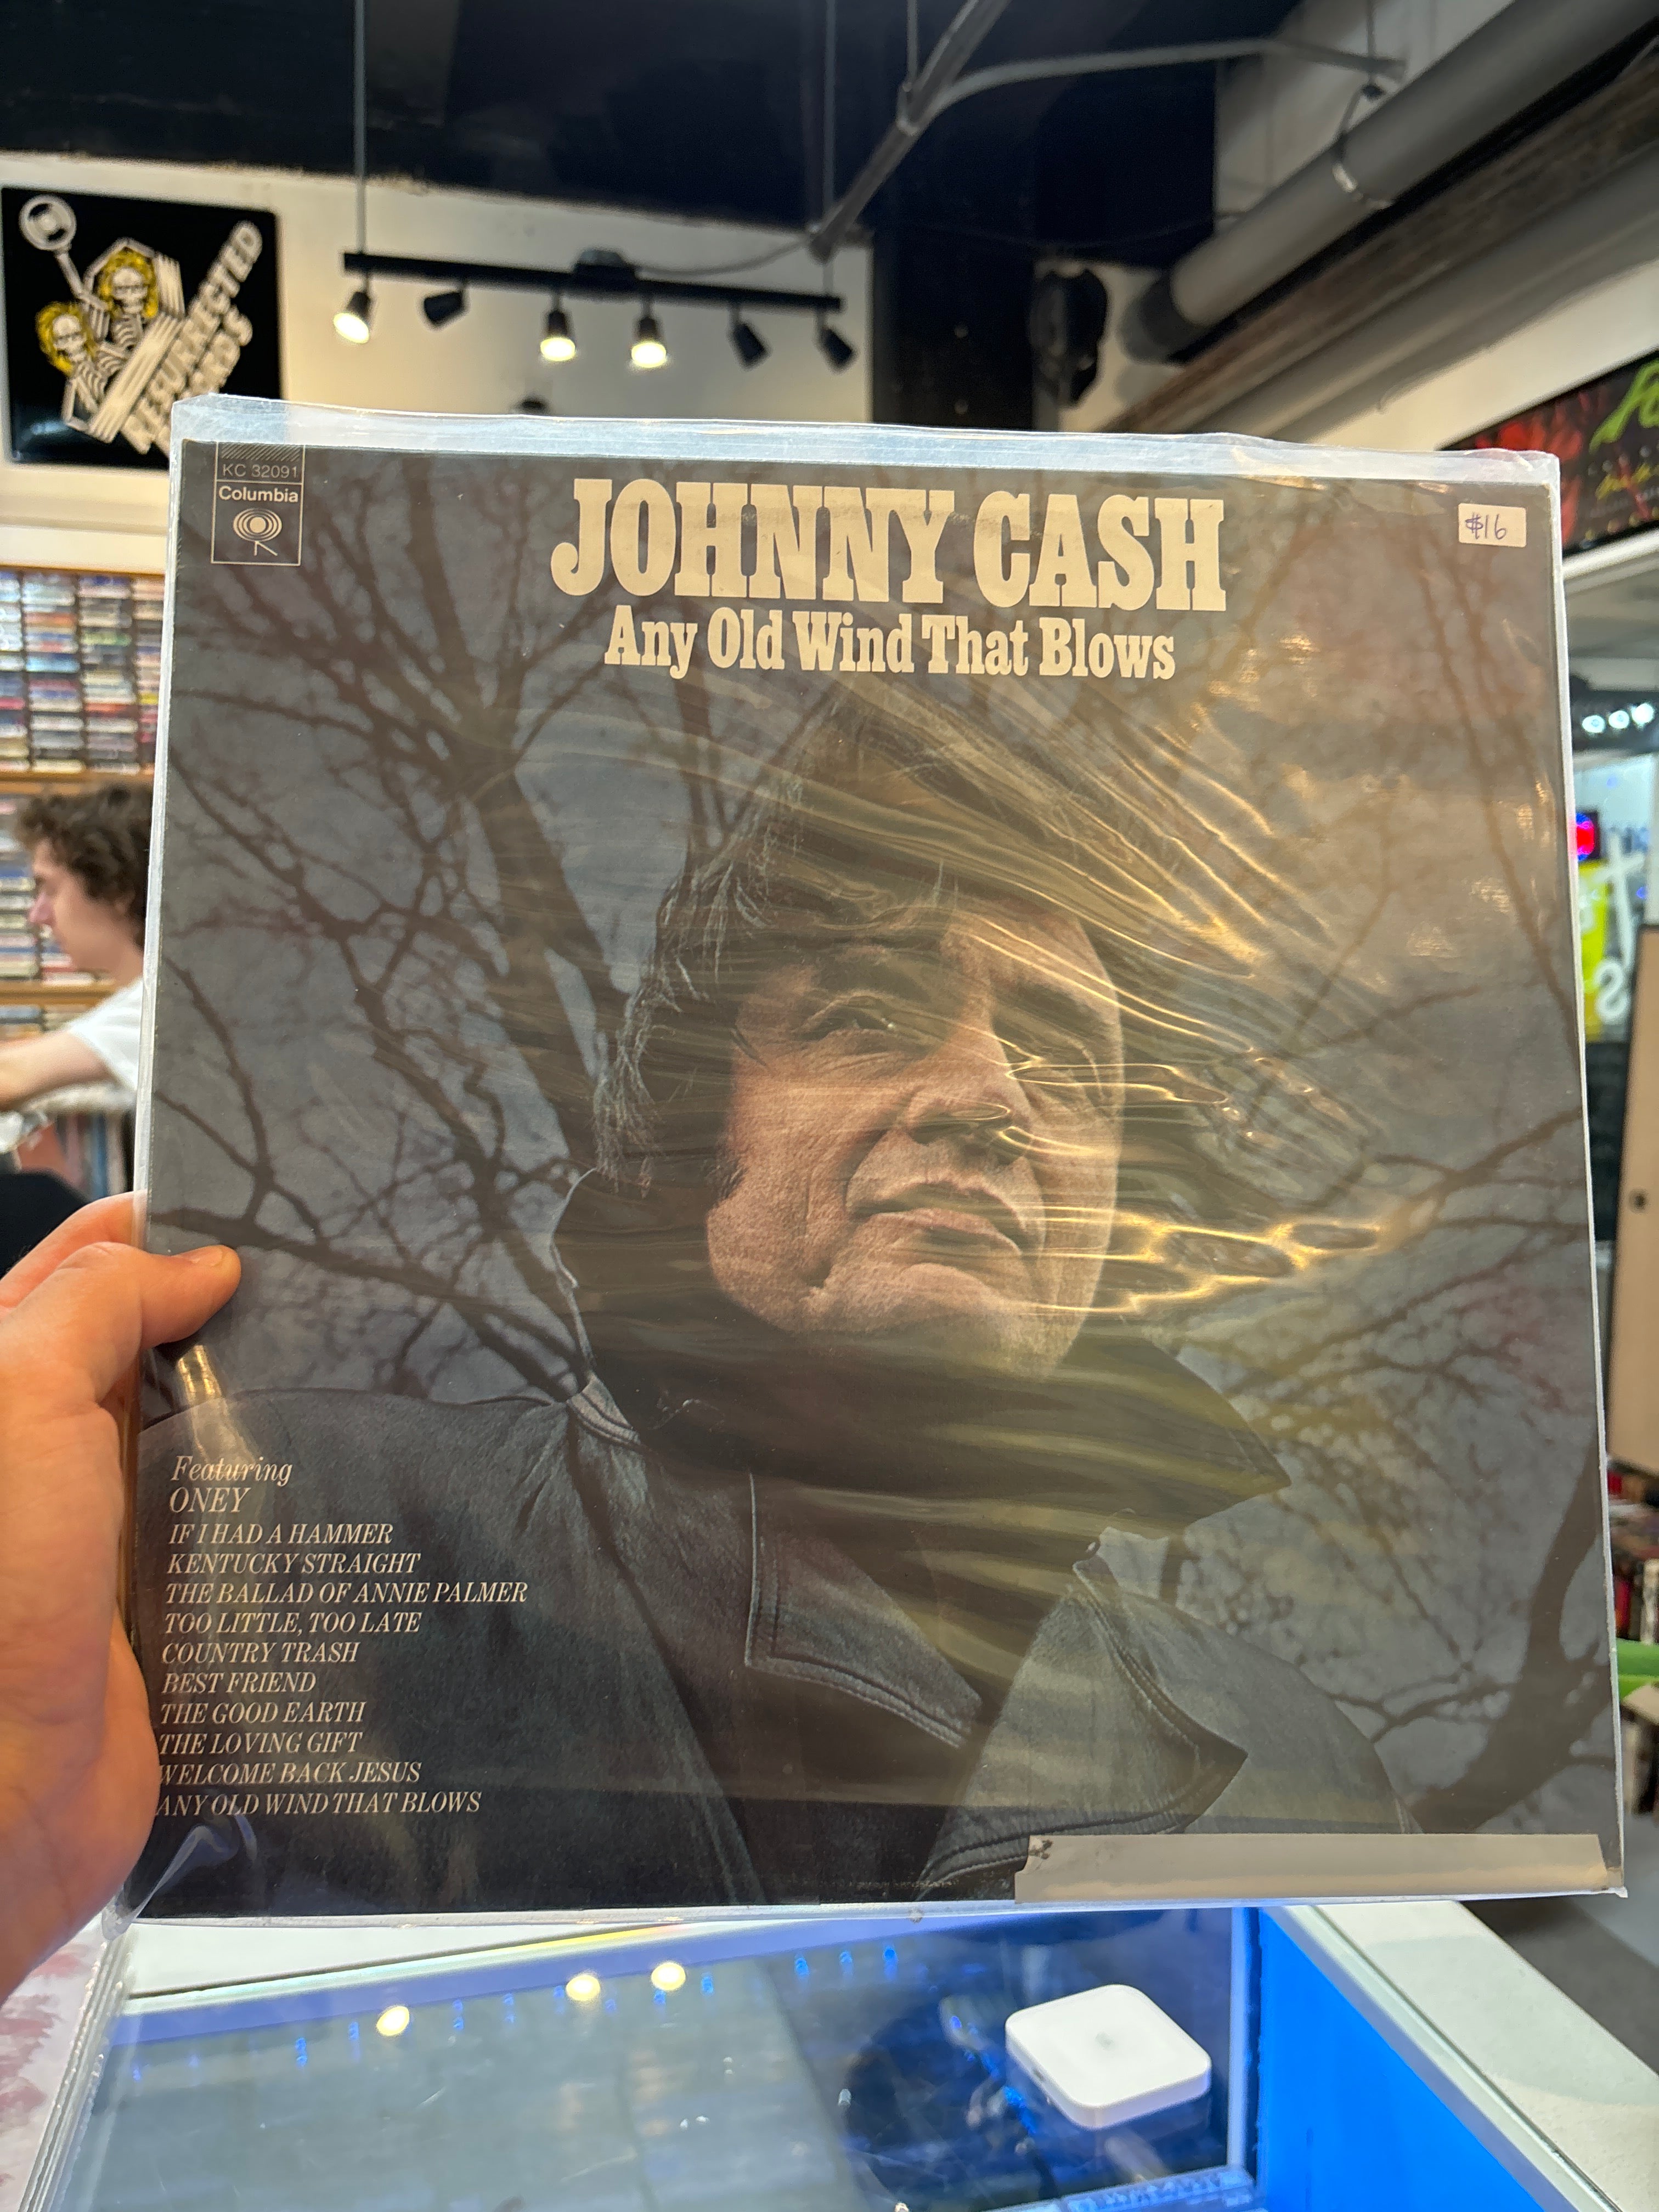 RESURRECTED
RECORDS
KC 32091
Columbia
JOHNNY CASH
Any Old Wind That Blows
$16
Featuring
ONEY
IF I HAD A HAMMER
KENTUCKY STRAIGHT
THE BALLAD OF ANNIE PALMER
TOO LITTLE, TOO LATE
COUNTRY TRASH
BEST FRIEND
THE GOOD EARTH
THE LOVING GIFT
WELCOME BACK JESUS
ANY OLD WIND THAT BLOWS